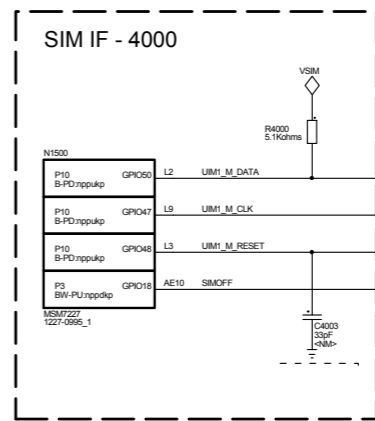 SIM IF - 4000
VSIM
R4000
5.1Kohms
N1500
P10 GPIO50 L2 UIM1_M_DATA
B-PD:nppukp
P10 GPIO47 L9 UIM1_M_CLK
B-PD:nppukp
P10 GPIO48 L3 UIM1_M_RESET
B-PD:nppukp
P3 GPIO18 AE10 SIMOFF
BW-PU:nppdkp
MSM7227
1227-0995_1
C4003
33pF
<NM>